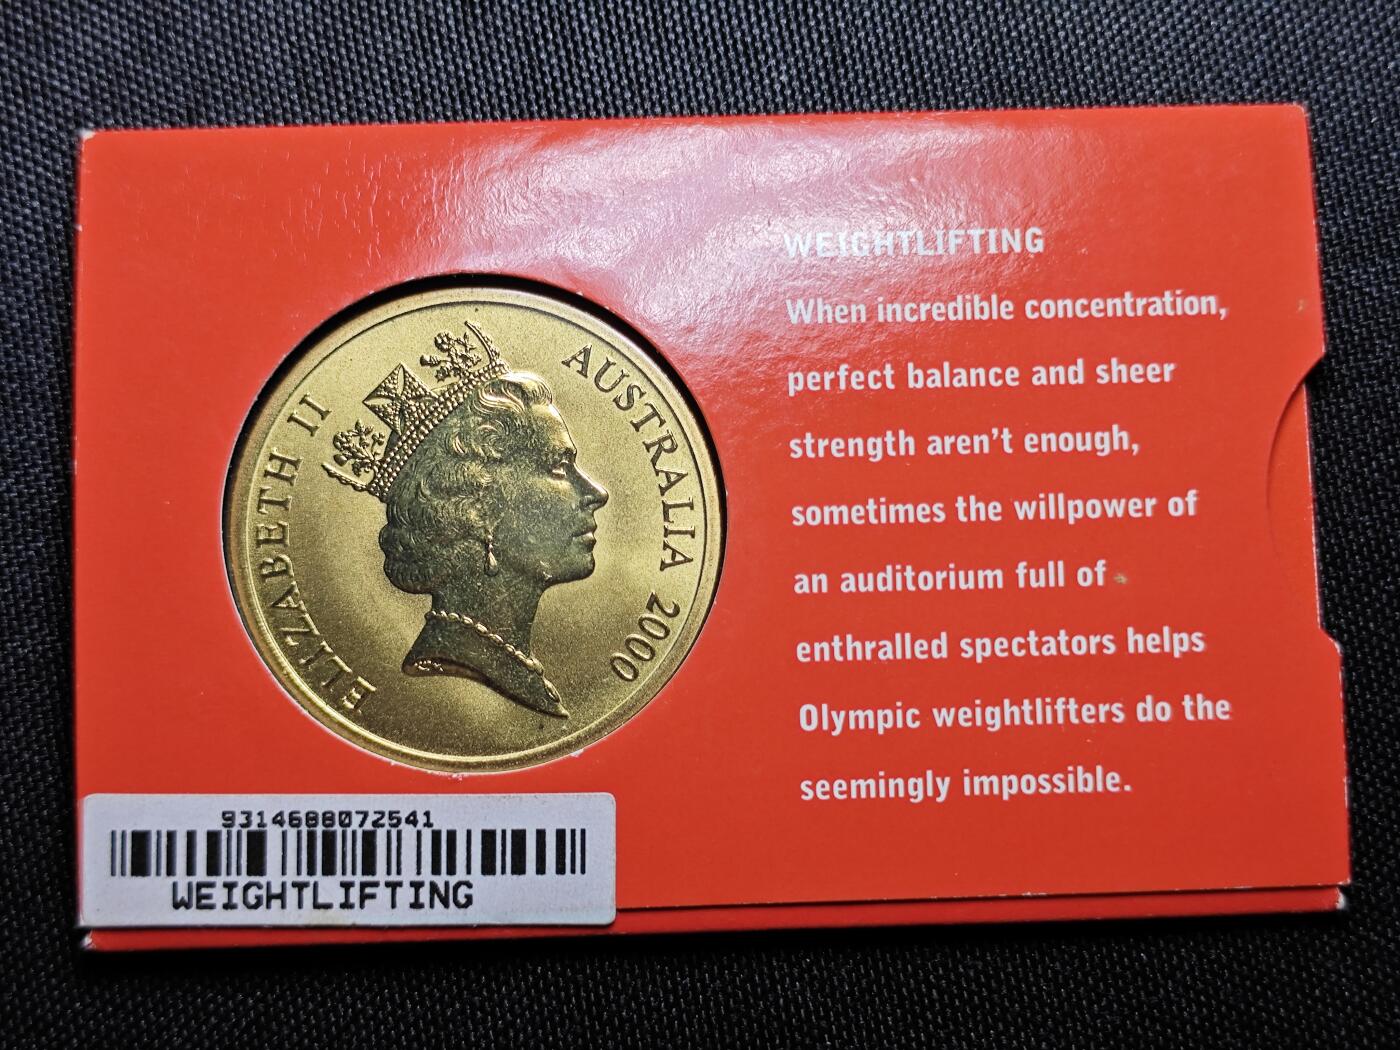 ELIZABETH II
AUSTRALIA 2000
WEIGHTLIFTING
When incredible concentration,
perfect balance and sheer
strength aren't enough,
sometimes the willpower of
an auditorium full of
enthralled spectators helps
Olympic weightlifters do the
seemingly impossible.
9314688072541
WEIGHTLIFTING